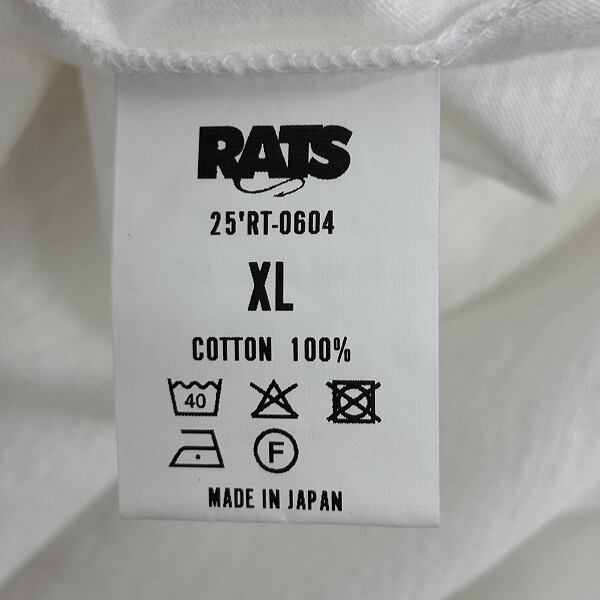 RATS
25'RT-0604
XL
COTTON 100%
40
F
MADE IN JAPAN